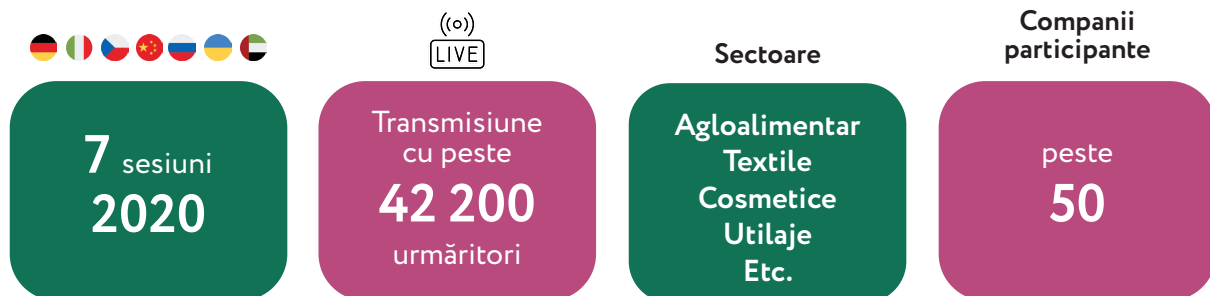 7 sesiuni
2020
((o))
LIVE
Transmisiune
cu peste
42 200
urmăritori
Sectoare
Agloalimentar
Textile
Cosmetice
Utilaje
Etc.
Companii
participante
peste
50